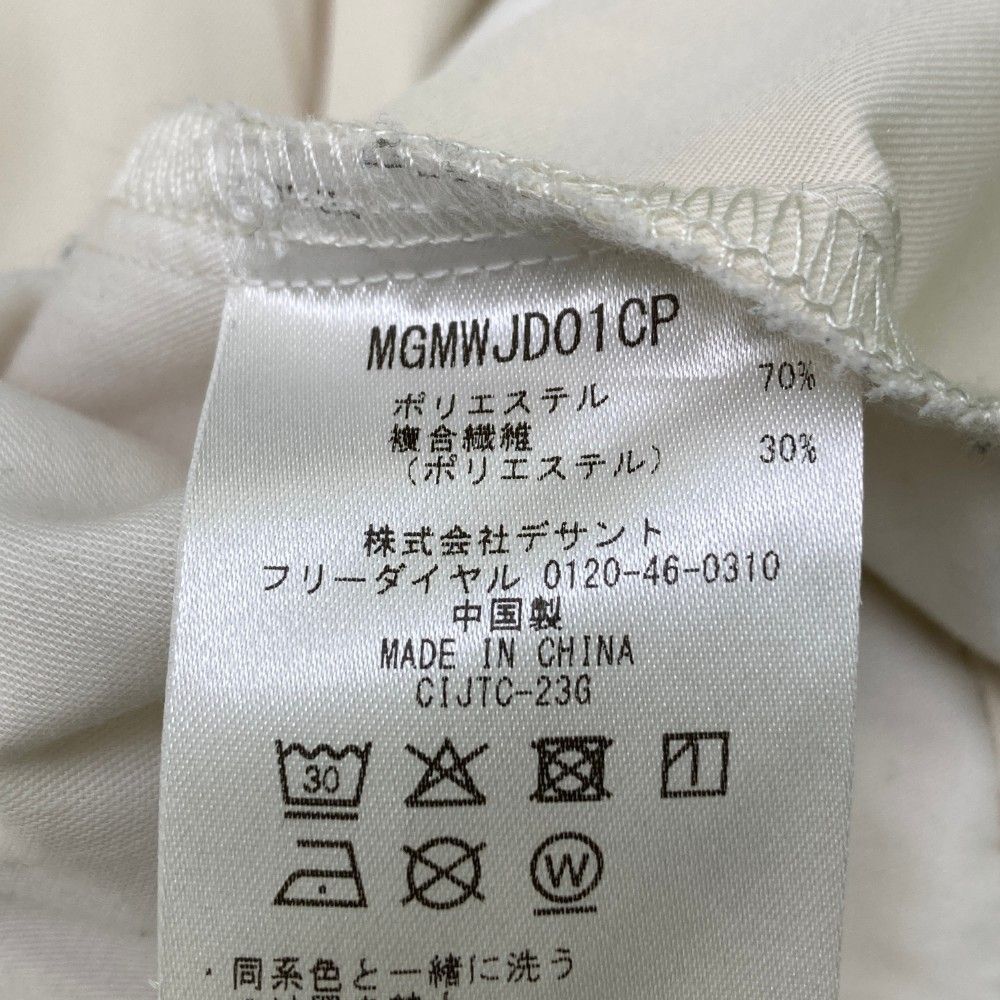 MGMWJD01CP
ポリエステル 70%
複合繊維
(ポリエステル) 30%
株式会社デサント
フリーダイヤル 0120-46-0310
中国製
MADE IN CHINA
CIJTC-23G
30
W
・同系色と一緒に洗う